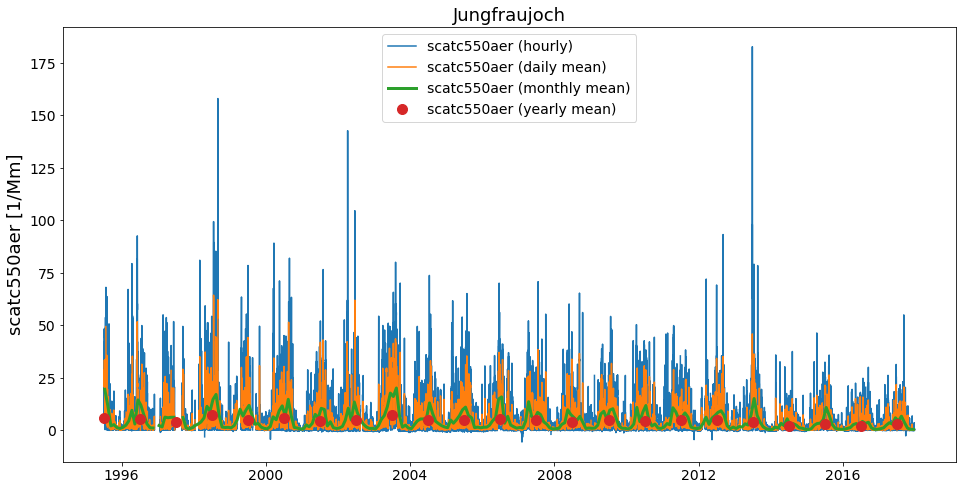 Jungfraujoch
scatc550aer (hourly)
scatc550aer (daily mean)
scatc550aer (monthly mean)
scatc550aer (yearly mean)
scatc550aer [1/Mm]
175
150
125
100
75
50
25
0
1996
2000
2004
2008
2012
2016